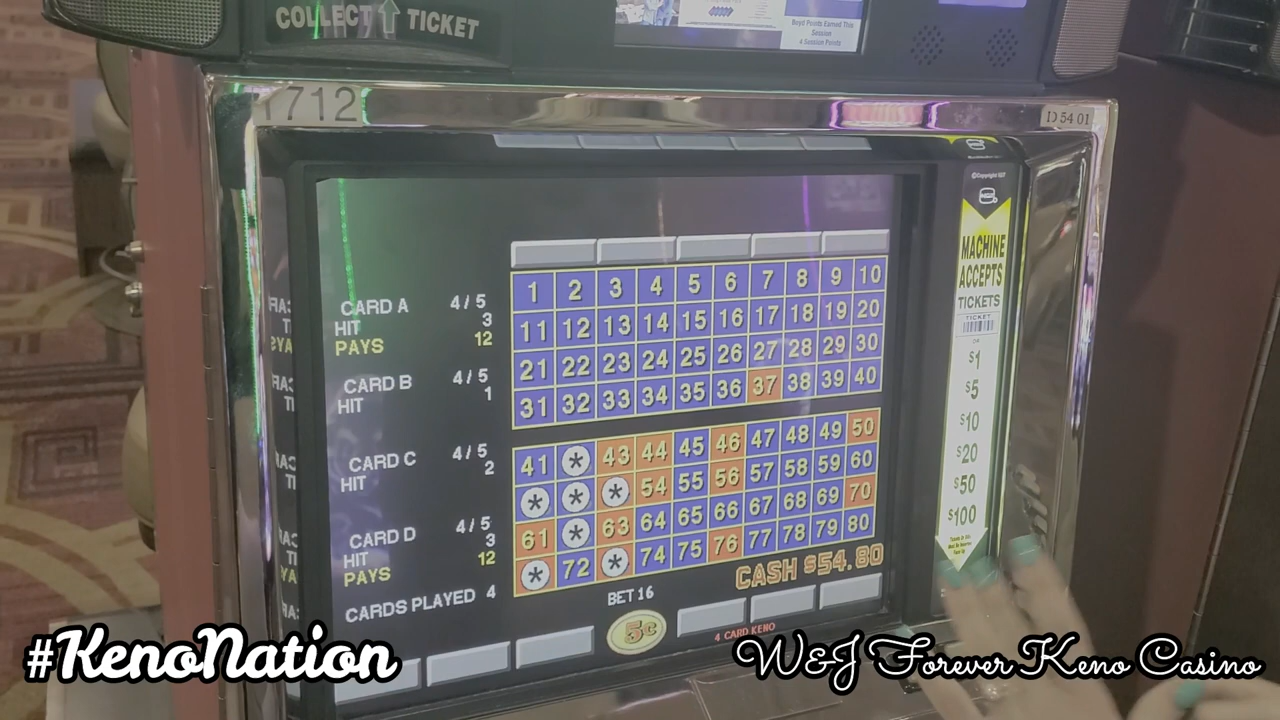 COLLECT TICKET
Boyd Points Earned This
Session
4 Session Points
1712
D 54 01
MACHINE
ACCEPTS
TICKETS
TICKET
OR
$1
$5
$10
$20
$50
$100
CARD A 4/5
HIT 3
PAYS 12
CARD B 4/5
HIT 1
CARD C 4/5
HIT 2
CARD D 4/5
HIT 3
PAYS 12
CARDS PLAYED 4
1 2 3 4 5 6 7 8 9 10
11 12 13 14 15 16 17 18 19 20
21 22 23 24 25 26 27 28 29 30
31 32 33 34 35 36 37 38 39 40
41 * 43 44 45 46 47 48 49 50
* * * 54 55 56 57 58 59 60
61 * 63 64 65 66 67 68 69 70
* 72 * 74 75 76 77 78 79 80
CASH $54.80
BET 16
5¢
4 CARD KENO
#KenoNation
W&J Forever Keno Casino